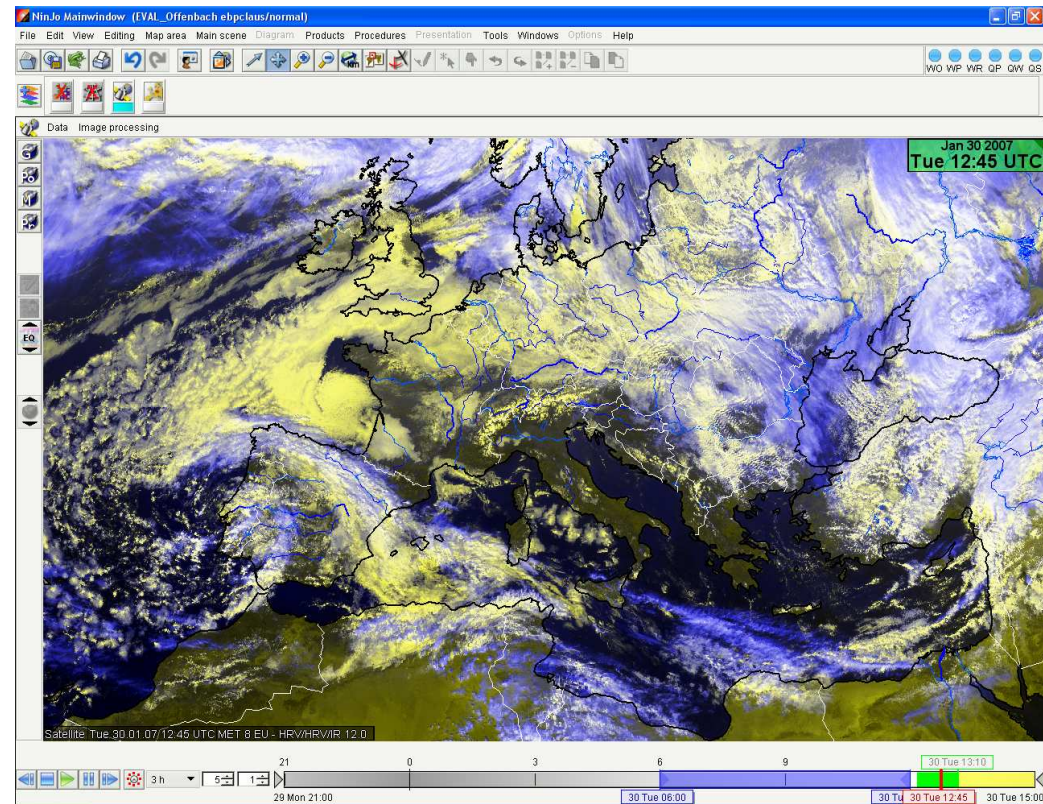 NinJo Mainwindow (EVAL_Offenbach ebpclaus/normal)
File Edit View Editing Map area Main scene Diagram Products Procedures Presentation Tools Windows Options Help
WO WP WR QP QW QS
Data Image processing
Jan 30 2007
Tue 12:45 UTC
EQ
Satellite Tue 30.01.07/12:45 UTC MET 8 EU - HRV/HRV/IR 12.0
21 0 3 6 9 30 Tue 13:10
3 h 5 1
29 Mon 21:00 30 Tue 06:00 30 Tu 30 Tue 12:45 30 Tue 15:00